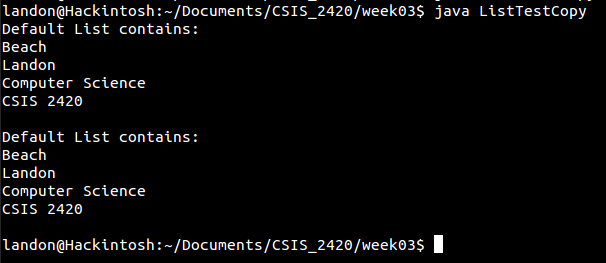 landon@Hackintosh:~/Documents/CSIS_2420/week03$ java ListTestCopy
Default List contains:
Beach
Landon
Computer Science
CSIS 2420
Default List contains:
Beach
Landon
Computer Science
CSIS 2420
landon@Hackintosh:~/Documents/CSIS_2420/week03$